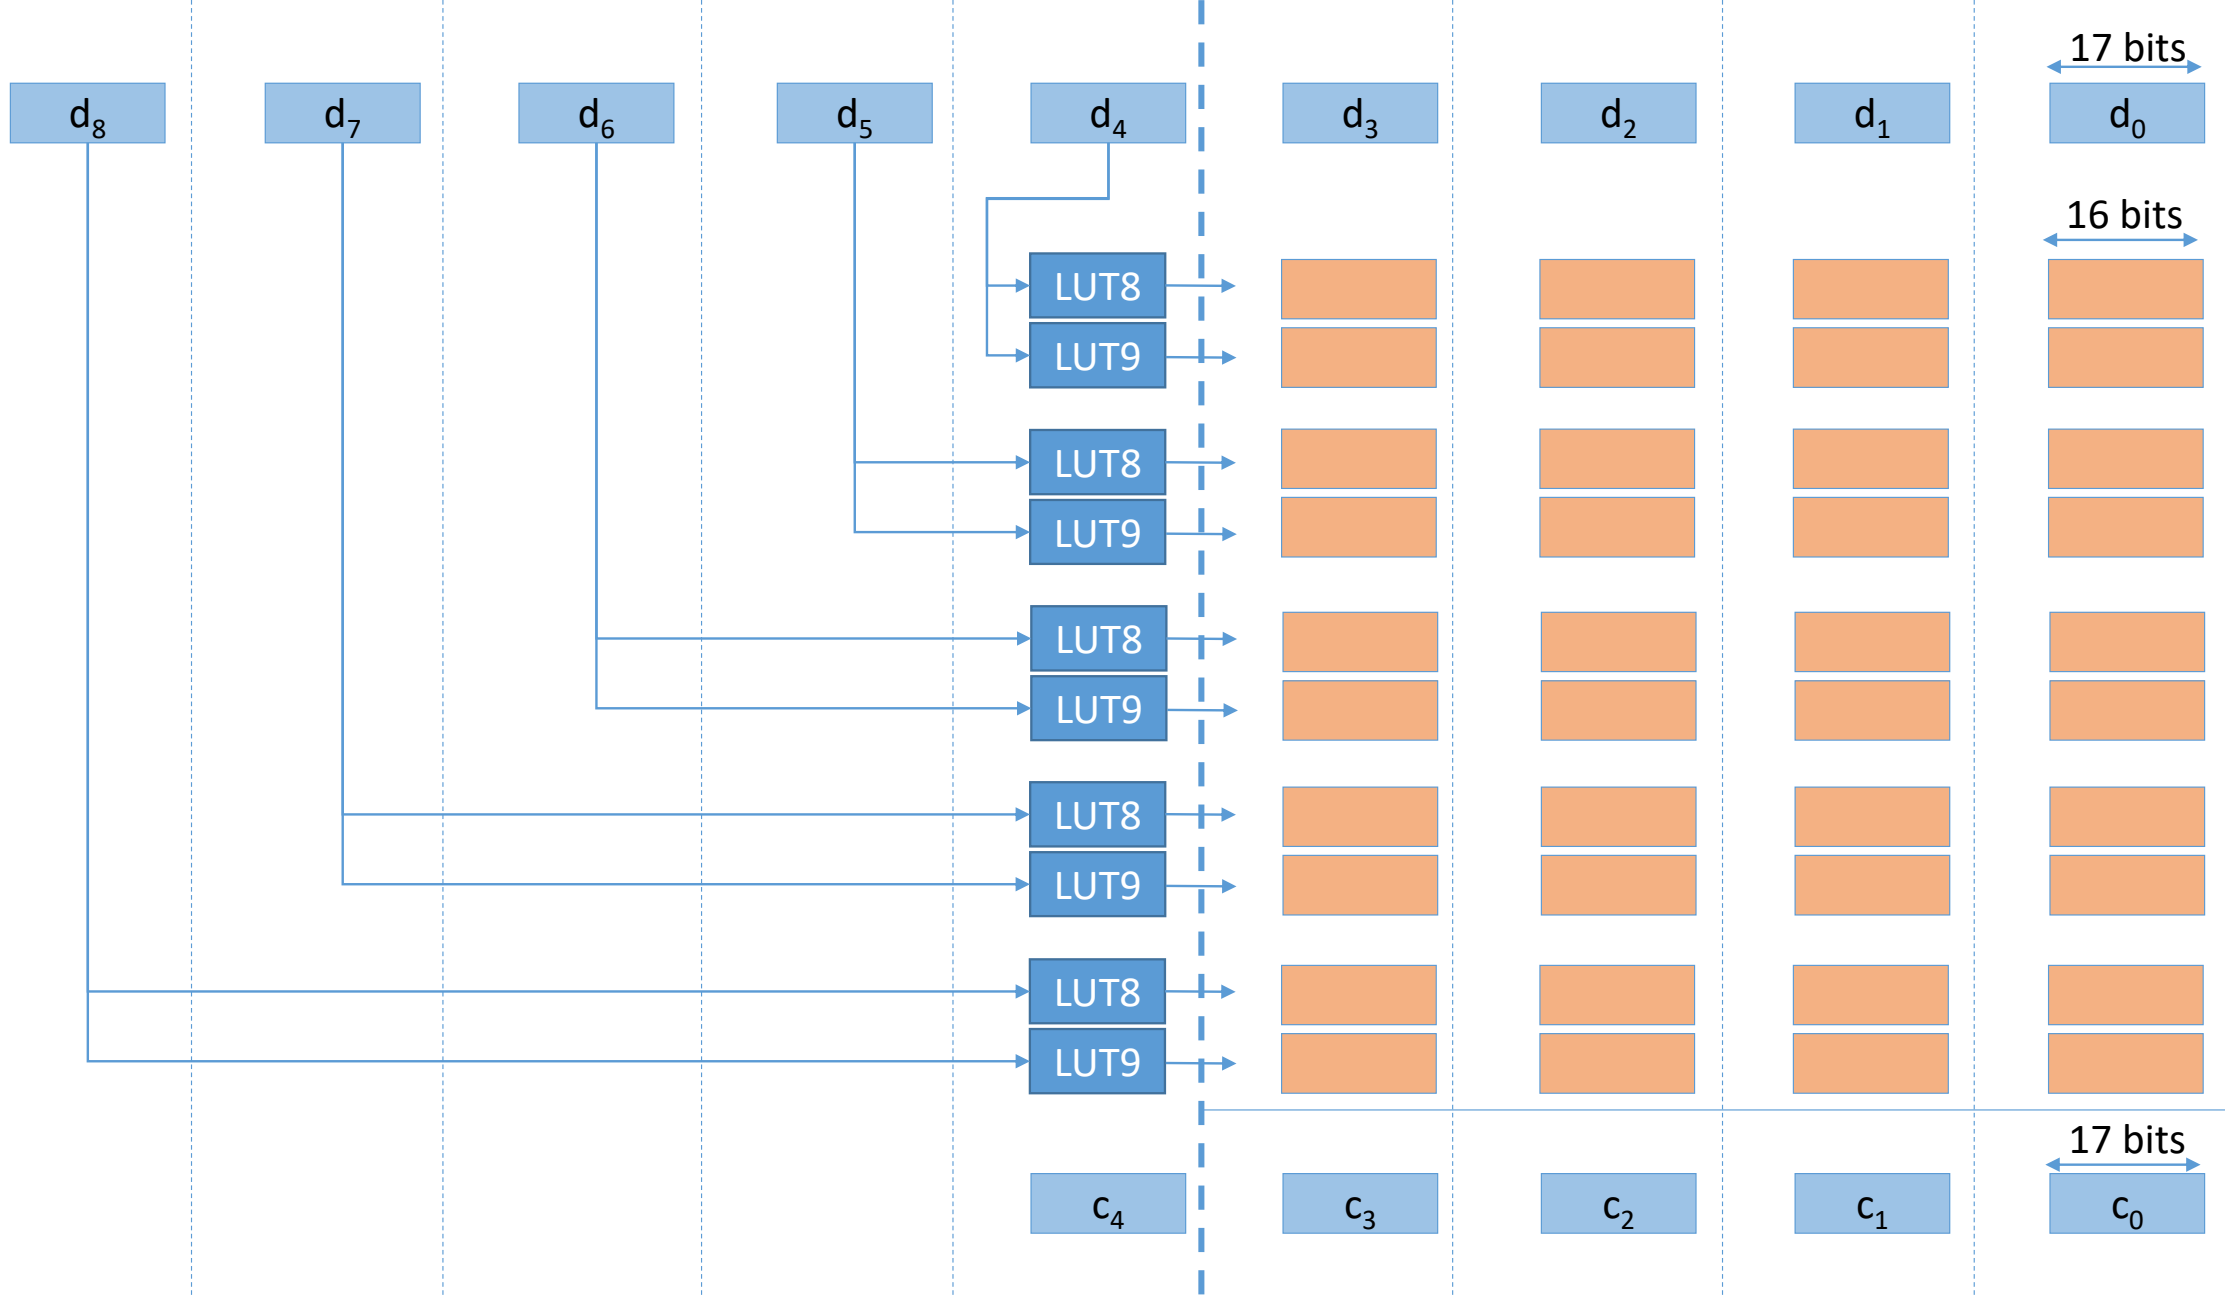 17 bits
d₈ d₇ d₆ d₅ d₄ d₃ d₂ d₁ d₀
16 bits
LUT8
LUT9
LUT8
LUT9
LUT8
LUT9
LUT8
LUT9
LUT8
LUT9
17 bits
c₄ c₃ c₂ c₁ c₀